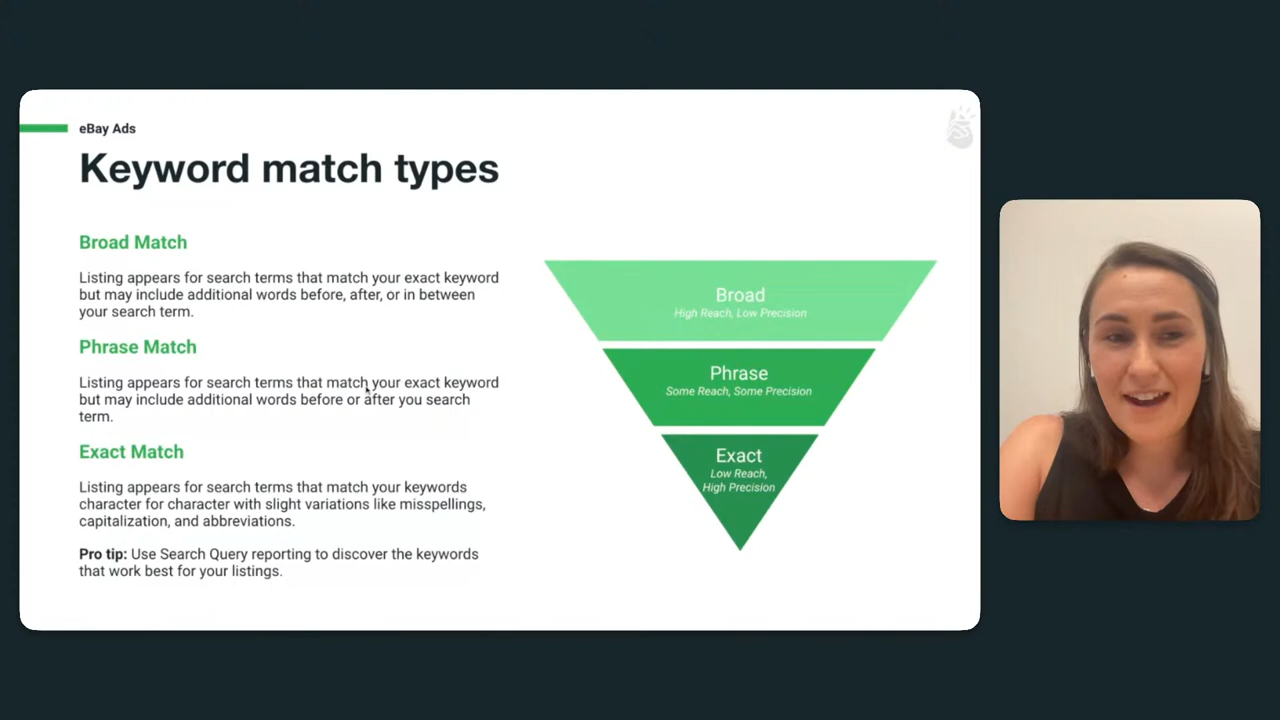 eBay Ads
Keyword match types
Broad Match
Listing appears for search terms that match your exact keyword
but may include additional words before, after, or in between
your search term.
Phrase Match
Listing appears for search terms that match your exact keyword
but may include additional words before or after you search
term.
Exact Match
Listing appears for search terms that match your keywords
character for character with slight variations like misspellings,
capitalization, and abbreviations.
Pro tip: Use Search Query reporting to discover the keywords
that work best for your listings.
Broad
High Reach, Low Precision
Phrase
Some Reach, Some Precision
Exact
Low Reach,
High Precision